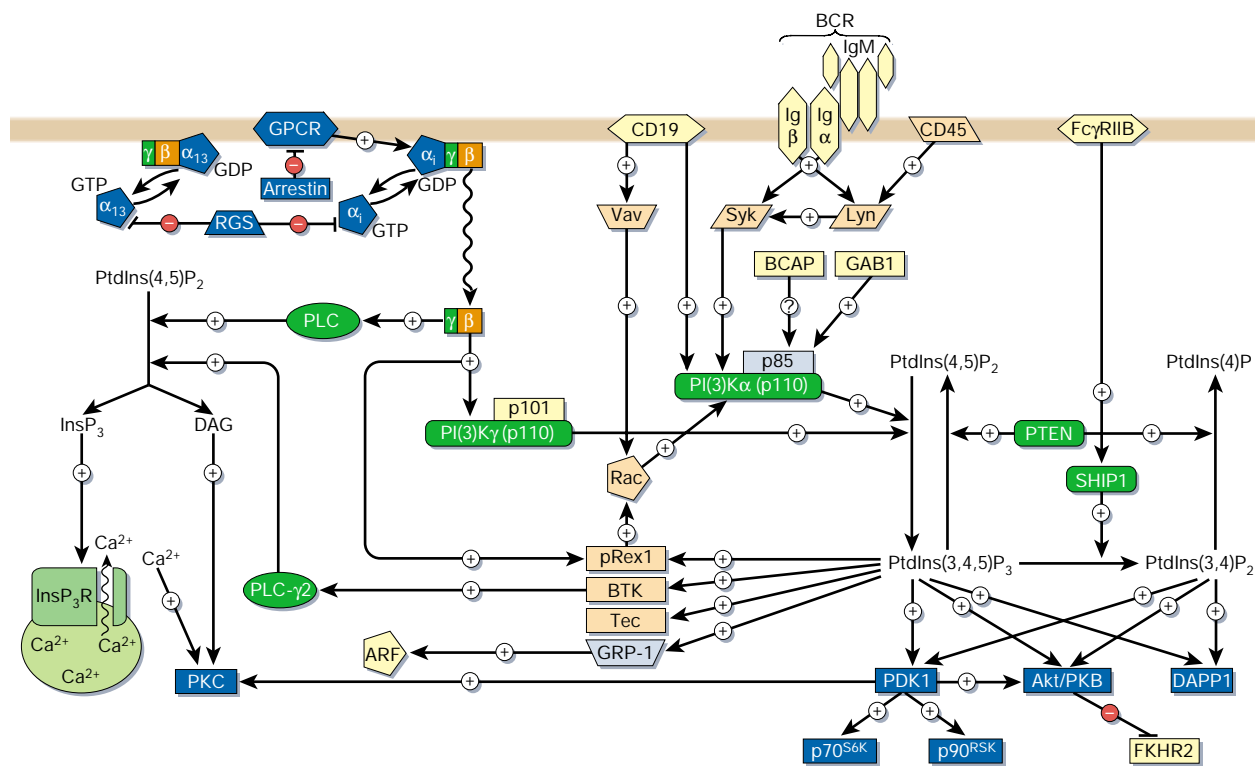 BCR
IgM
GPCR
CD19
Ig
β
Ig
α
CD45
FcγRIIB
γ
β
α13
GDP
αi
γ
β
GDP
GTP
Arrestin
α13
RGS
αi
GTP
Vav
Syk
Lyn
BCAP
GAB1
PtdIns(4,5)P2
PLC
γ
β
?
p85
PI(3)Kα (p110)
PtdIns(4,5)P2
PtdIns(4)P
p101
PI(3)Kγ (p110)
InsP3
DAG
PTEN
Rac
SHIP1
Ca2+
Ca2+
pRex1
PtdIns(3,4,5)P3
PtdIns(3,4)P2
InsP3R
PLC-γ2
BTK
Tec
Ca2+
Ca2+
Ca2+
ARF
GRP-1
PKC
PDK1
Akt/PKB
DAPP1
p70S6K
p90RSK
FKHR2